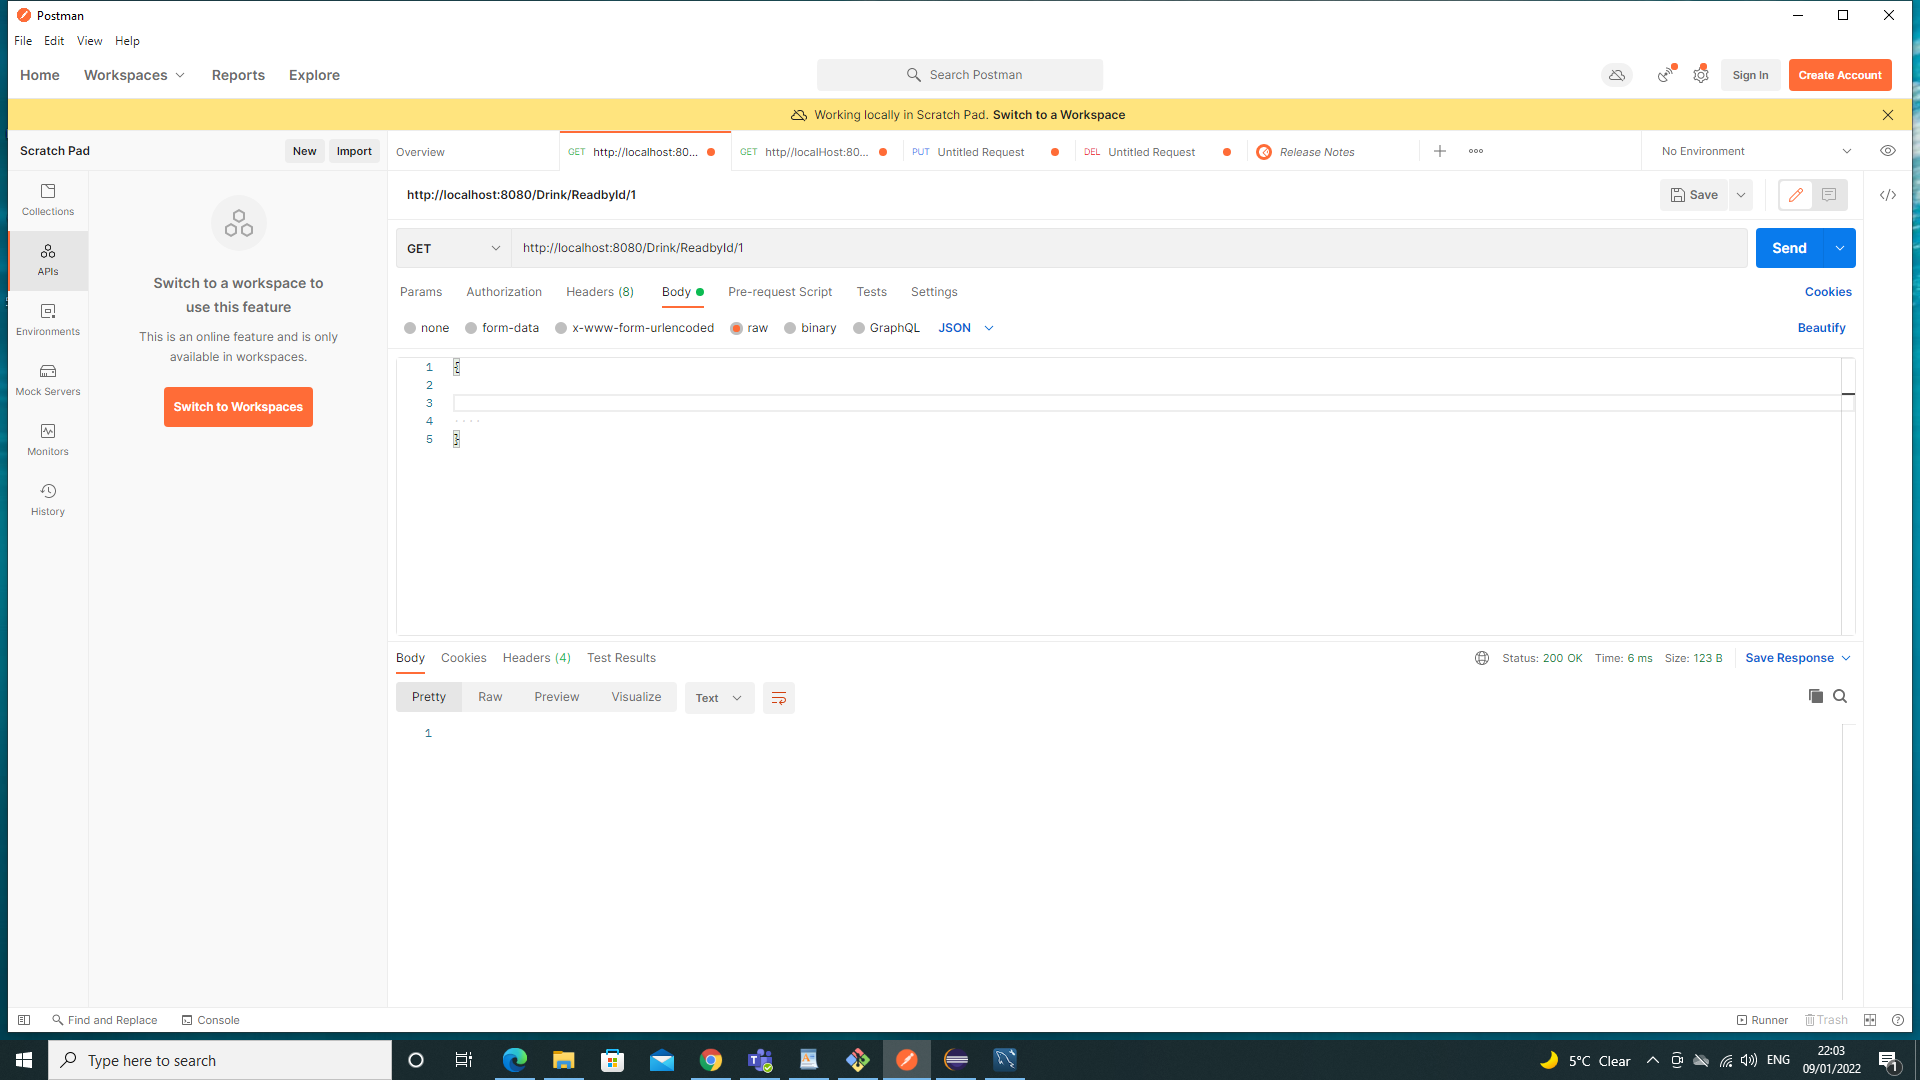 Postman
File Edit View Help
Home Workspaces Reports Explore
Search Postman
Sign In Create Account
Working locally in Scratch Pad. Switch to a Workspace
Scratch Pad New Import
Overview GET http://localhost:80... GET http//localHost:80... PUT Untitled Request DEL Untitled Request Release Notes No Environment
Collections
APIs
Environments
Mock Servers
Monitors
History
Switch to a workspace to
use this feature
This is an online feature and is only
available in workspaces.
Switch to Workspaces
http://localhost:8080/Drink/ReadbyId/1 Save
GET http://localhost:8080/Drink/ReadbyId/1 Send
Params Authorization Headers (8) Body Pre-request Script Tests Settings Cookies
none form-data x-www-form-urlencoded raw binary GraphQL JSON Beautify
1 {
2
3
4 ····
5 }
Body Cookies Headers (4) Test Results Status: 200 OK Time: 6 ms Size: 123 B Save Response
Pretty Raw Preview Visualize Text
1
Find and Replace Console Runner Trash
Type here to search 5°C Clear ENG
22:03
09/01/2022
1